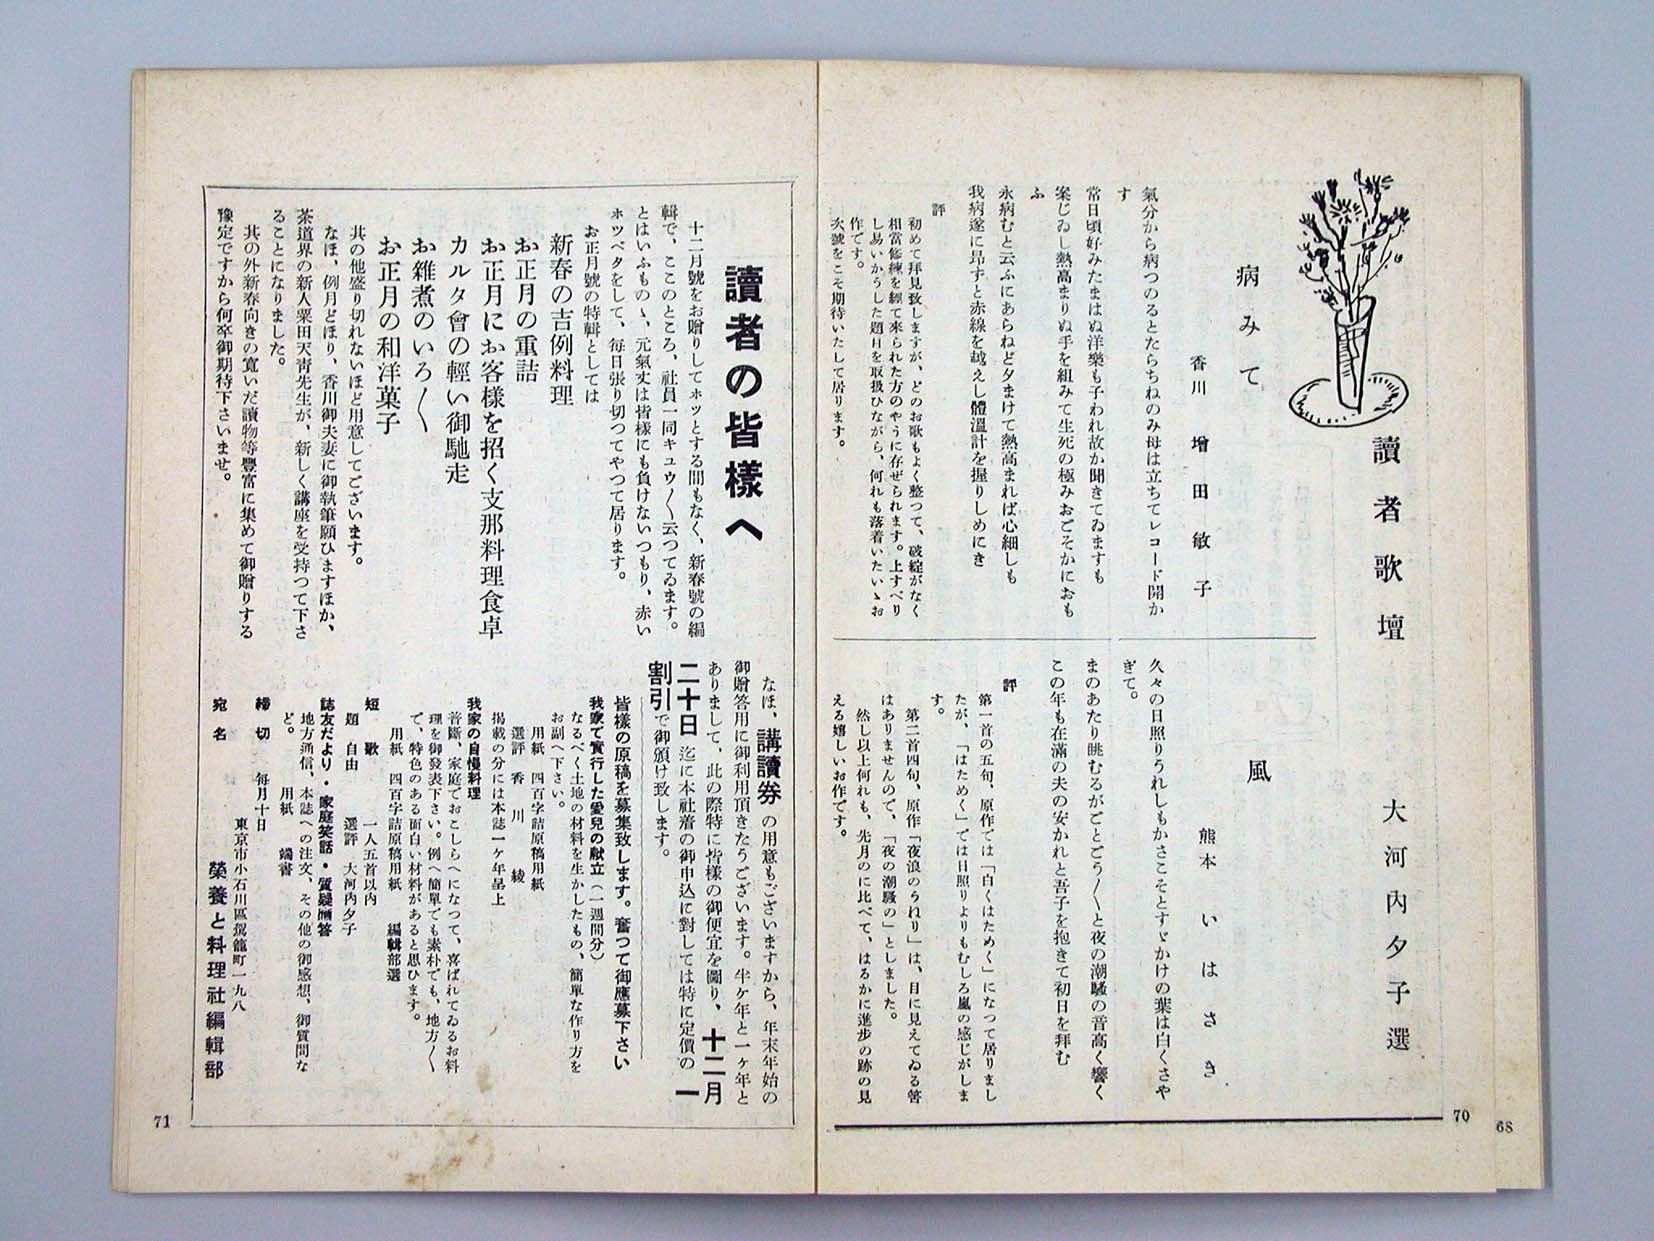 讀者歌壇
大河內夕子選
病みて
香川 增田敏子
氣分から病つのるとたらちねのみ母は立ちてレコード開か
す
常日頃好みたまはぬ洋樂も子われ故か聞きてゐますも
案じゐし熱高まりぬ手を組みて生死の極みおごそかにおも
ふ
永病むと云ふにあらねど夕まけて熱高まれば心細しも
我病遂に昂ずと赤線を越えし體溫計を握りしめにき
評
初めて拜見致しますが、どのお歌もよく整つて、破綻がなく
相當修練を經て來られた方のやうに存ぜられます。上すべり
し易いかうした題目を取扱ひながら、何れも落着いたいゝお
作です。
次號をこそ期待いたして居ります。
風
熊本 いはさき
久々の日照りうれしもかさこそとすゞかけの葉は白くさや
ぎて。
まのあたり眺むるがごとごう〳〵と夜の潮騷の音高く響く
この年も在滿の夫の安かれと吾子を抱きて初日を拜む
評
第一首の五句、原作では「白くはためく」になつて居りまし
たが、「はためく」では日照りよりもむしろ嵐の感じがしま
す。
第二首四句、原作「夜浪のうねり」は、目に見えてゐる筈
はありませんので、「夜の潮騷の」としました。
然し以上何れも、先月のに比べて、はるかに進步の跡の見
える嬉しいお作です。
70
68
讀者の皆樣へ
十二月號をお贈りしてホッとする間もなく、新春號の編
輯で、ここのところ、社員一同キュウ〳〵云つてゐます。
とはいふものゝ、元氣丈は皆樣にも負けないつもり、赤い
ホツペタをして、每日張り切つてやつて居ります。
お正月號の特輯としては
新春の吉例料理
お正月の重詰
お正月にお客樣を招く支那料理食卓
カルタ會の輕い御馳走
お雜煮のいろ〳〵
お正月の和洋菓子
其の他盛り切れないほど用意してございます。
なほ、例月どほり、香川御夫妻に御執筆願ひますほか、
茶道界の新人粟田天靑先生が、新しく講座を受持つて下さ
ることになりました。
其の外新春向きの寬いだ讀物等豐富に集めて御贈りする
豫定ですから何卒御期待下さいませ。
なほ、講讀券の用意もございますから、年末年始の
御贈答用に御利用頂きたうございます。半ケ年と一ケ年と
ありまして、此の際特に皆樣の御便宜を圖り、十二月
二十日迄に本社着の御申込に對しては特に定價の一
割引で御頒け致します。
皆樣の原稿を募集致します。奮つて御應募下さい
我家で實行した愛兒の献立（一週間分）
なるべく土地の材料を生かしたもの、簡單な作り方を
お副へ下さい。
用紙 四百字詰原稿用紙
選評 香川 綾
揭載の分には本誌一ケ年呈上
我家の自慢料理
普斷、家庭でおこしらへになつて、喜ばれてゐるお料
理を御發表下さい。例へ簡單でも素朴でも、地方〳〵
で、特色のある面白い材料があると思ひます。
用紙 四百字詰原稿用紙 編輯部選
短歌 一人五首以內
題 自由 選評 大河內夕子
誌友だより・家庭笑話・質疑應答
地方通信、本誌への注文、その他の御感想、御質問な
ど。 用紙 端書
締切 每月十日
宛名 東京市小石川區駕籠町一九八
榮養と料理社編輯部
71